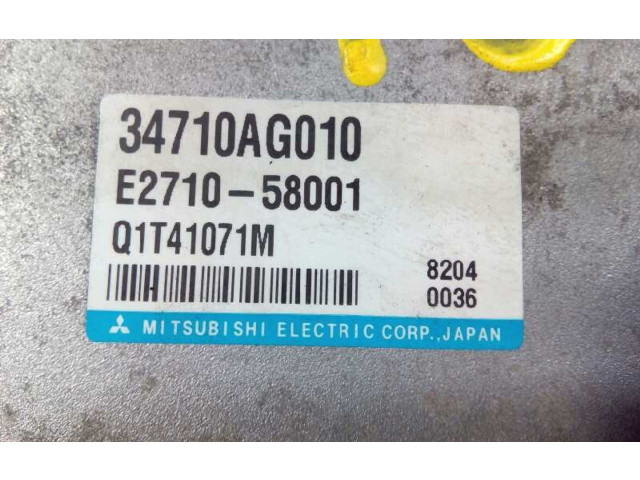 34710AG010
E2710-58001
Q1T41071M
8204
0036
MITSUBISHI ELECTRIC CORP., JAPAN